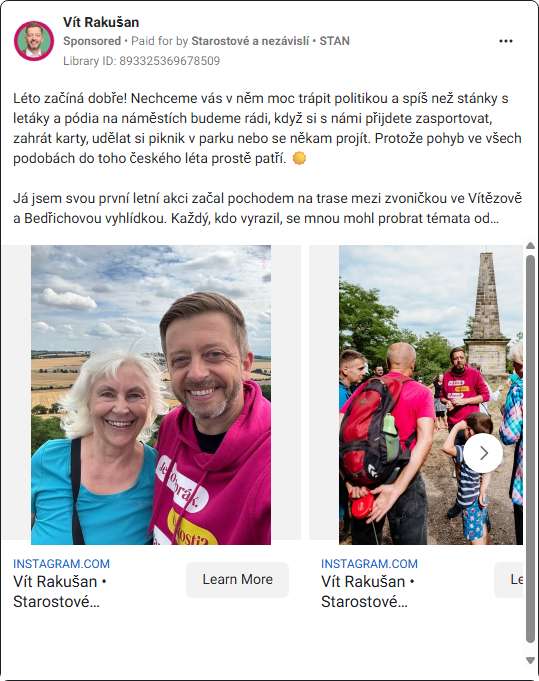 Vít Rakušan
Sponsored • Paid for by Starostové a nezávislí • STAN
Library ID: 893325369678509
Léto začíná dobře! Nechceme vás v něm moc trápit politikou a spíš než stánky s
letáky a pódia na náměstích budeme rádi, když si s námi přijdete zasportovat,
zahrát karty, udělat si piknik v parku nebo se někam projít. Protože pohyb ve všech
podobách do toho českého léta prostě patří. 🌞
Já jsem svou první letní akci začal pochodem na trase mezi zvoničkou ve Vítězově
a Bedřichovou vyhlídkou. Každý, kdo vyrazil, se mnou mohl probrat témata od…
INSTAGRAM.COM
Vít Rakušan •
Starostové…
Learn More
INSTAGRAM.COM
Vít Rakušan •
Starostové…
Le